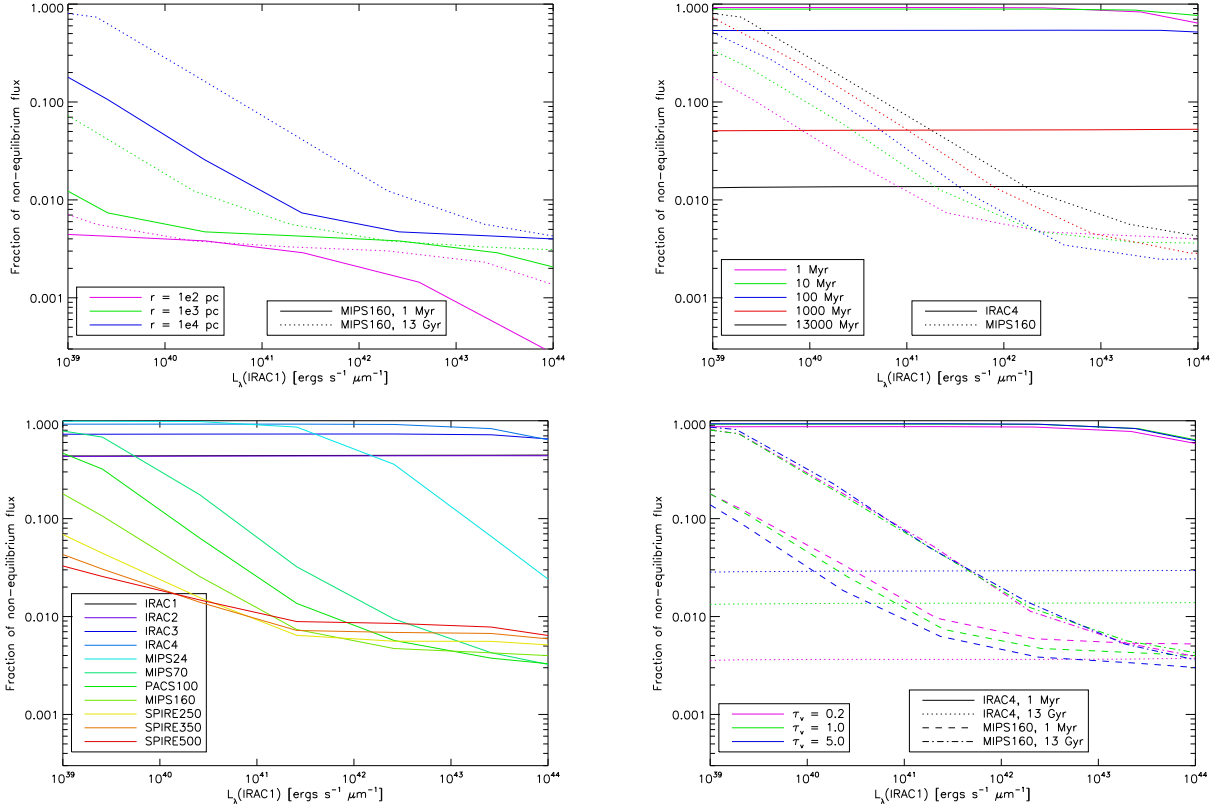 1.000
0.100
0.010
0.001
Fraction of non-equilibrium flux
10^39 10^40 10^41 10^42 10^43 10^44
L_λ(IRAC1) [ergs s^-1 μm^-1]
r = 1e2 pc
r = 1e3 pc
r = 1e4 pc
MIPS160, 1 Myr
MIPS160, 13 Gyr
1.000
0.100
0.010
0.001
Fraction of non-equilibrium flux
10^39 10^40 10^41 10^42 10^43 10^44
L_λ(IRAC1) [ergs s^-1 μm^-1]
1 Myr
10 Myr
100 Myr
1000 Myr
13000 Myr
IRAC4
MIPS160
1.000
0.100
0.010
0.001
Fraction of non-equilibrium flux
10^39 10^40 10^41 10^42 10^43 10^44
L_λ(IRAC1) [ergs s^-1 μm^-1]
IRAC1
IRAC2
IRAC3
IRAC4
MIPS24
MIPS70
PACS100
MIPS160
SPIRE250
SPIRE350
SPIRE500
1.000
0.100
0.010
0.001
Fraction of non-equilibrium flux
10^39 10^40 10^41 10^42 10^43 10^44
L_λ(IRAC1) [ergs s^-1 μm^-1]
τ_v = 0.2
τ_v = 1.0
τ_v = 5.0
IRAC4, 1 Myr
IRAC4, 13 Gyr
MIPS160, 1 Myr
MIPS160, 13 Gyr